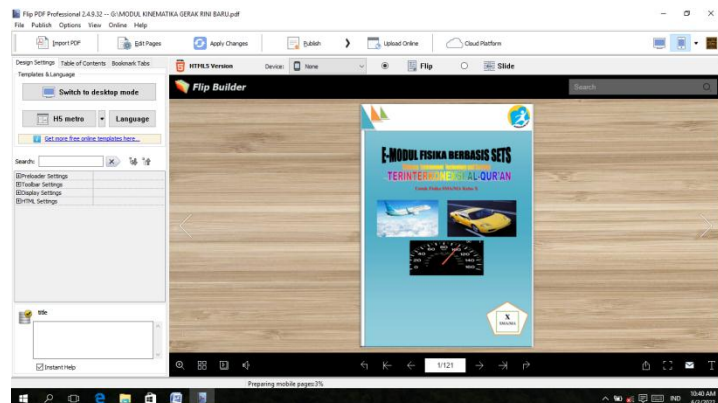 Flip PDF Professional 2.4.9.32 -- G:\MODUL KINEMATIKA GERAK RINI BARU.pdf
File Publish Options View Online Help
Import PDF Edit Pages Apply Changes Publish Upload Online Cloud Platform
Design Settings Table of Contents Bookmark Tabs
HTML5 Version Device: None Flip Slide
Templates & Language
Switch to desktop mode
Flip Builder
Search
H5 metro Language
Get more free online templates here...
Search:
Preloader Settings
Toolbar Settings
Display Settings
HTML Settings
E-MODUL FISIKA BERBASIS SETS
TERINTERKONEKSI AL-QUR'AN
X
title
Instant Help
1/121
Preparing mobile pages:3%
IND
10:40 AM